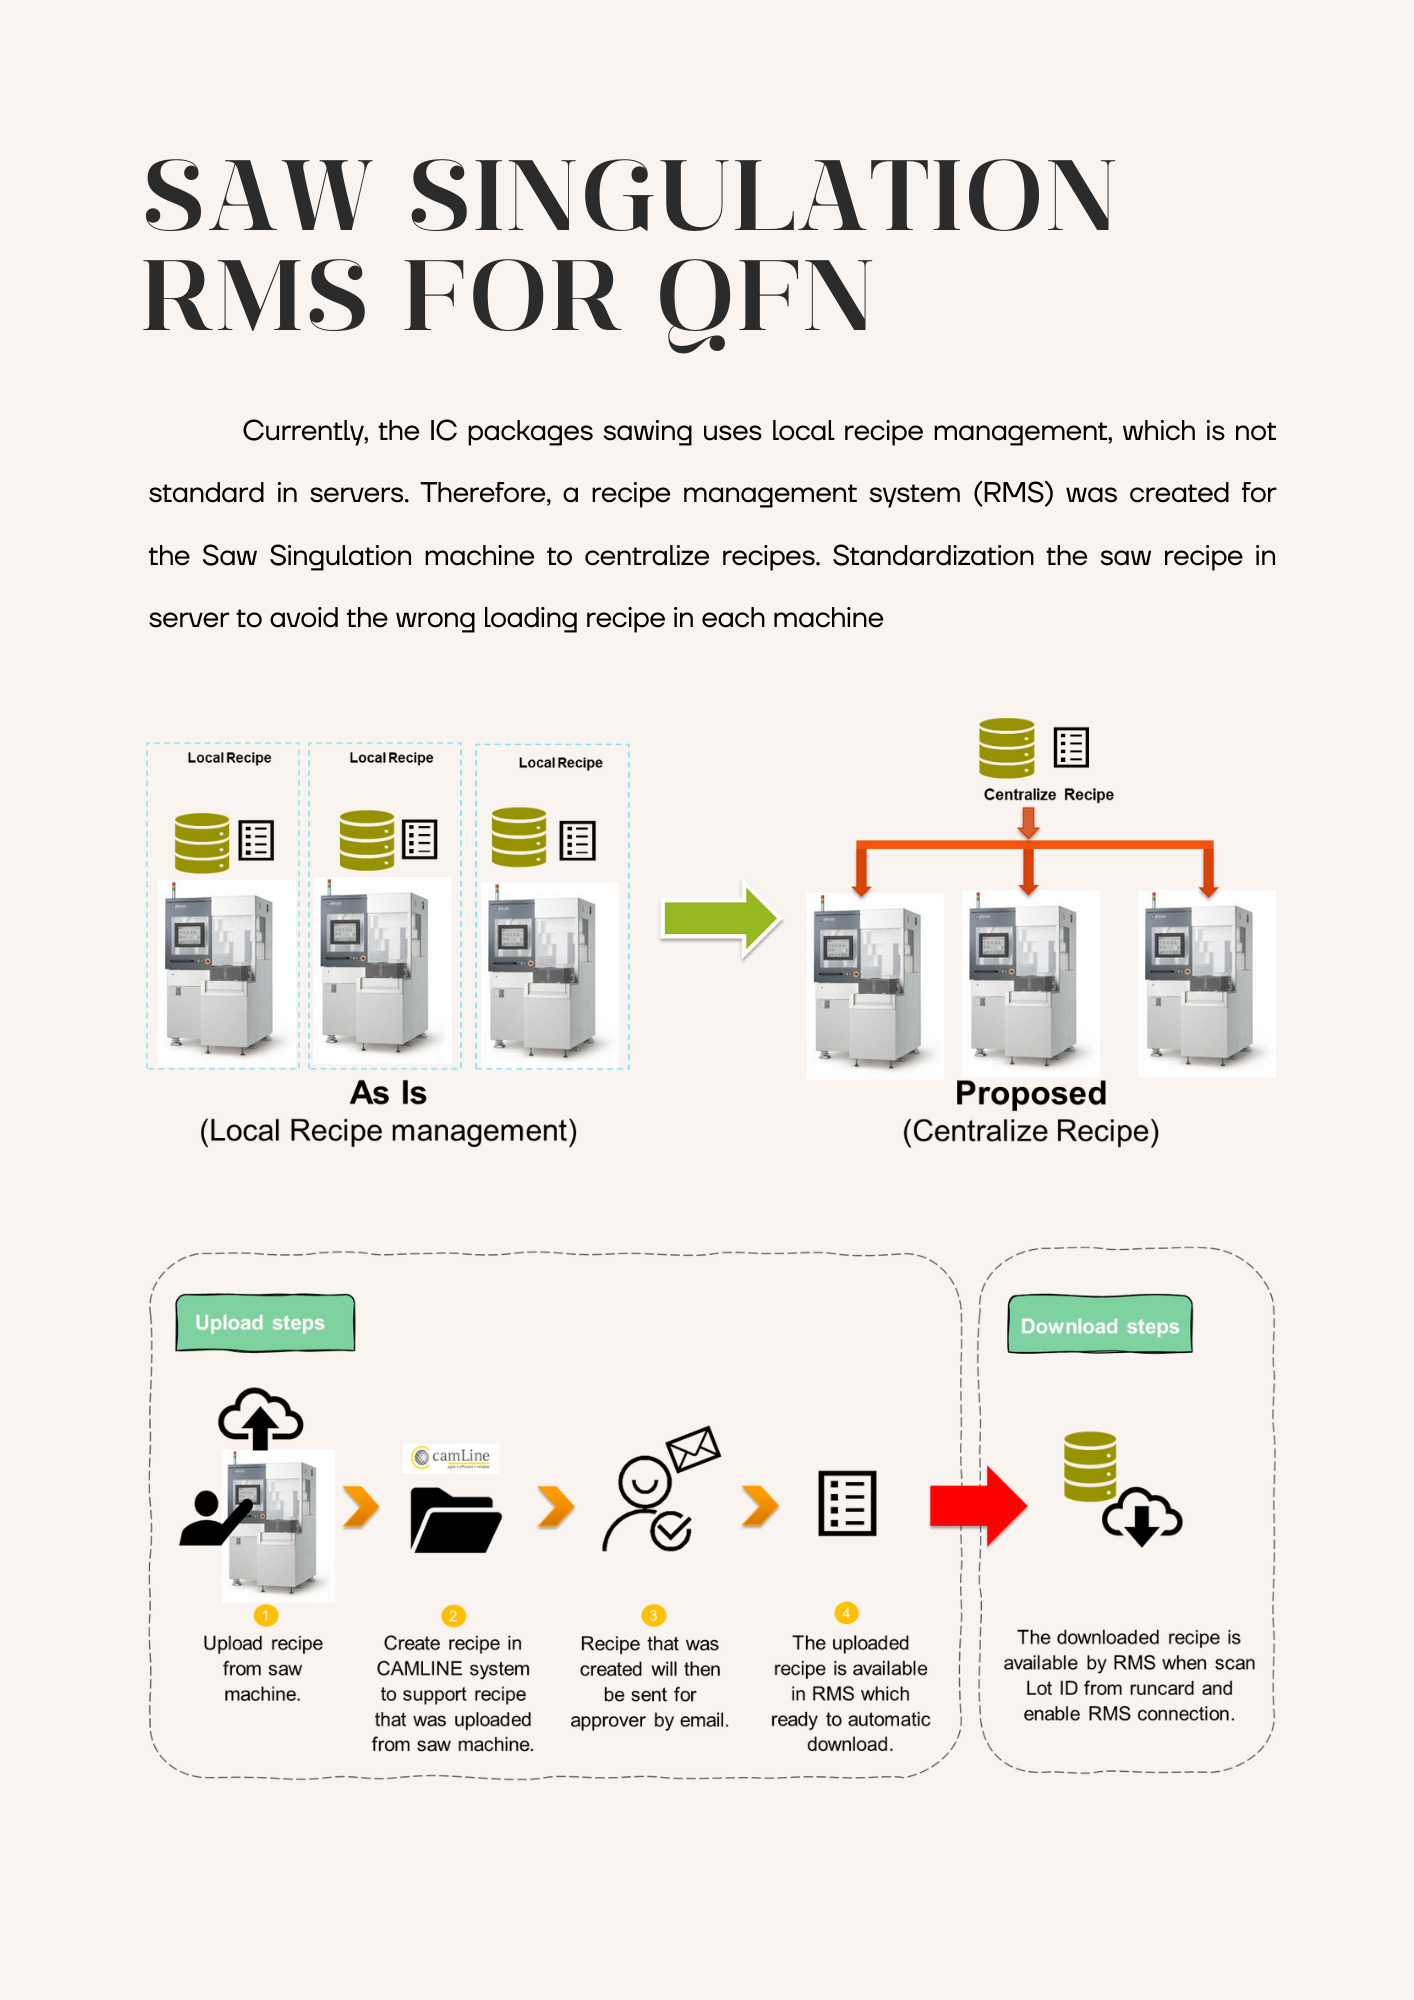 SAW SINGULATION
RMS FOR QFN
Currently, the IC packages sawing uses local recipe management, which is not
standard in servers. Therefore, a recipe management system (RMS) was created for
the Saw Singulation machine to centralize recipes. Standardization the saw recipe in
server to avoid the wrong loading recipe in each machine
Local Recipe
Local Recipe
Local Recipe
As Is
(Local Recipe management)
Centralize Recipe
Proposed
(Centralize Recipe)
Upload steps
camLine
1
Upload recipe
from saw
machine.
2
Create recipe in
CAMLINE system
to support recipe
that was uploaded
from saw machine.
3
Recipe that was
created will then
be sent for
approver by email.
4
The uploaded
recipe is available
in RMS which
ready to automatic
download.
Download steps
The downloaded recipe is
available by RMS when scan
Lot ID from runcard and
enable RMS connection.